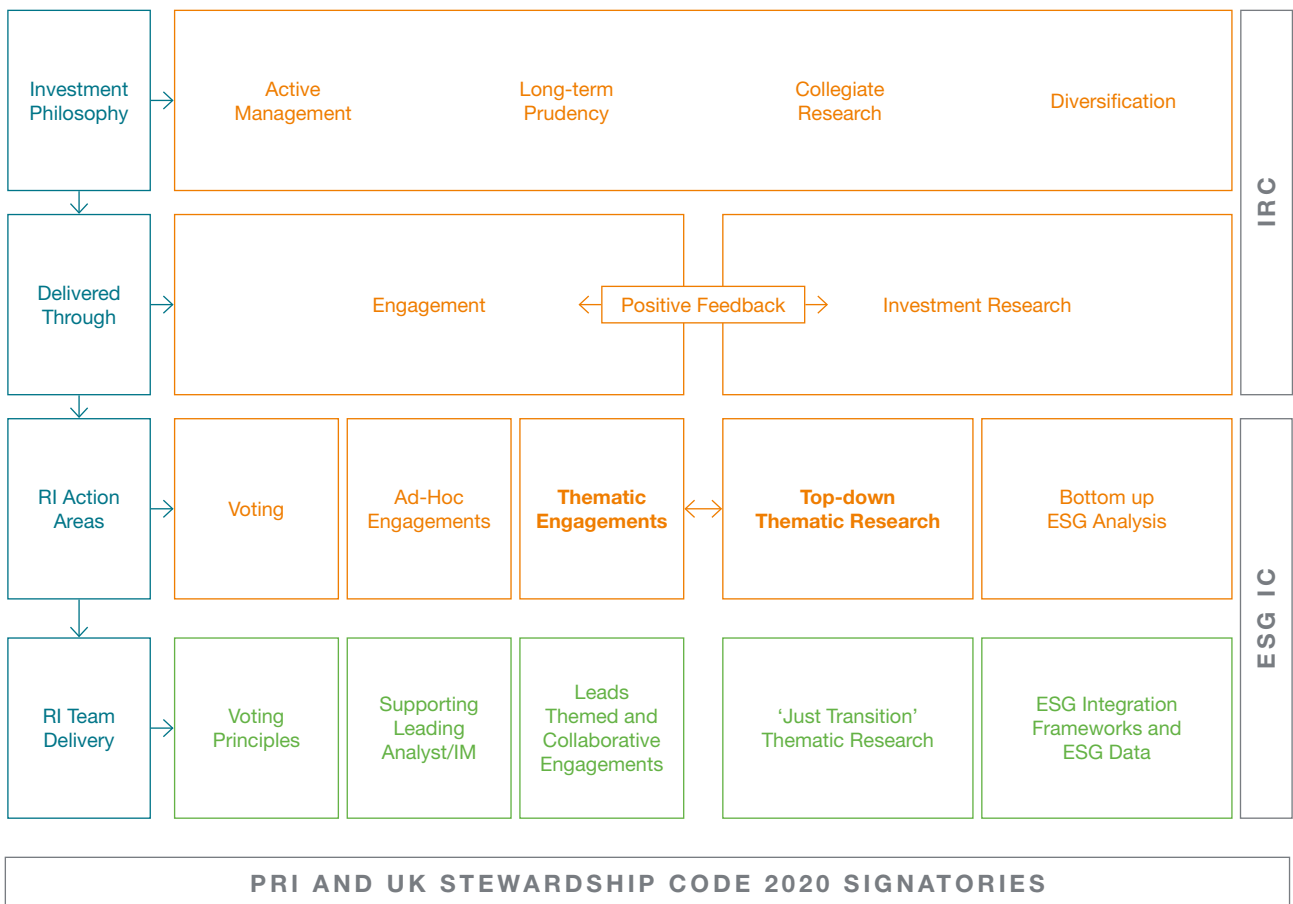 Investment
Philosophy
Active
Management
Long-term
Prudency
Collegiate
Research
Diversification
IRC
Delivered
Through
Engagement
Positive Feedback
Investment Research
RI Action
Areas
Voting
Ad-Hoc
Engagements
Thematic
Engagements
Top-down
Thematic Research
Bottom up
ESG Analysis
ESG IC
RI Team
Delivery
Voting
Principles
Supporting
Leading
Analyst/IM
Leads
Themed and
Collaborative
Engagements
‘Just Transition’
Thematic Research
ESG Integration
Frameworks and
ESG Data
PRI AND UK STEWARDSHIP CODE 2020 SIGNATORIES